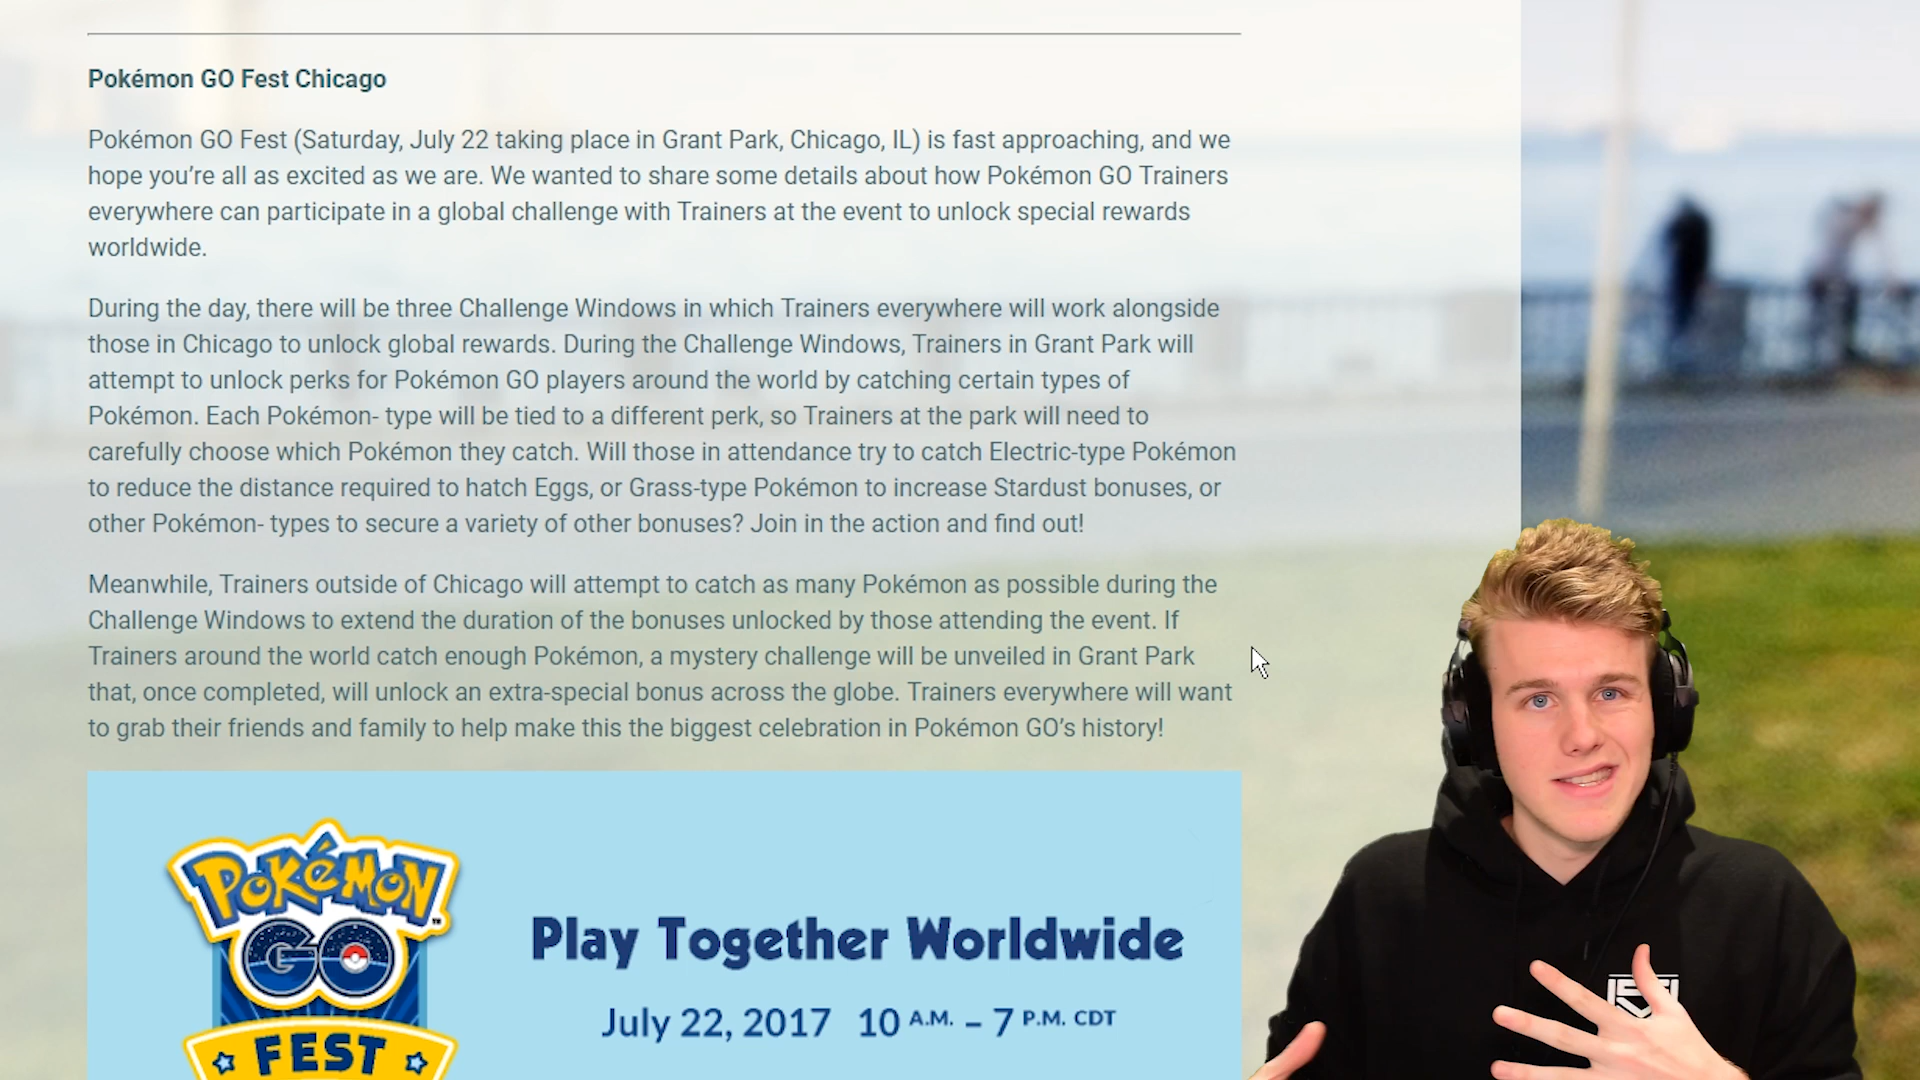 Pokémon GO Fest Chicago
Pokémon GO Fest (Saturday, July 22 taking place in Grant Park, Chicago, IL) is fast approaching, and we
hope you’re all as excited as we are. We wanted to share some details about how Pokémon GO Trainers
everywhere can participate in a global challenge with Trainers at the event to unlock special rewards
worldwide.
During the day, there will be three Challenge Windows in which Trainers everywhere will work alongside
those in Chicago to unlock global rewards. During the Challenge Windows, Trainers in Grant Park will
attempt to unlock perks for Pokémon GO players around the world by catching certain types of
Pokémon. Each Pokémon- type will be tied to a different perk, so Trainers at the park will need to
carefully choose which Pokémon they catch. Will those in attendance try to catch Electric-type Pokémon
to reduce the distance required to hatch Eggs, or Grass-type Pokémon to increase Stardust bonuses, or
other Pokémon- types to secure a variety of other bonuses? Join in the action and find out!
Meanwhile, Trainers outside of Chicago will attempt to catch as many Pokémon as possible during the
Challenge Windows to extend the duration of the bonuses unlocked by those attending the event. If
Trainers around the world catch enough Pokémon, a mystery challenge will be unveiled in Grant Park
that, once completed, will unlock an extra-special bonus across the globe. Trainers everywhere will want
to grab their friends and family to help make this the biggest celebration in Pokémon GO’s history!
POKéMON
GO
FEST
Play Together Worldwide
July 22, 2017 10 A.M. – 7 P.M. CDT